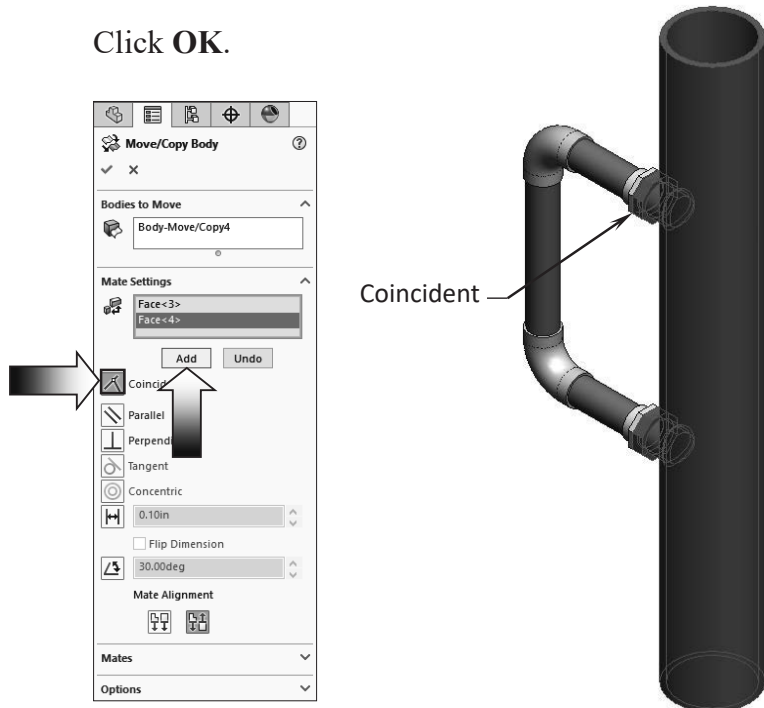 Click OK.
Move/Copy Body
Bodies to Move
Body-Move/Copy4
Mate Settings
Face<3>
Face<4>
Add Undo
Coincid
Parallel
Perpendi
Tangent
Concentric
0.10in
Flip Dimension
30.00deg
Mate Alignment
Mates
Options
Coincident